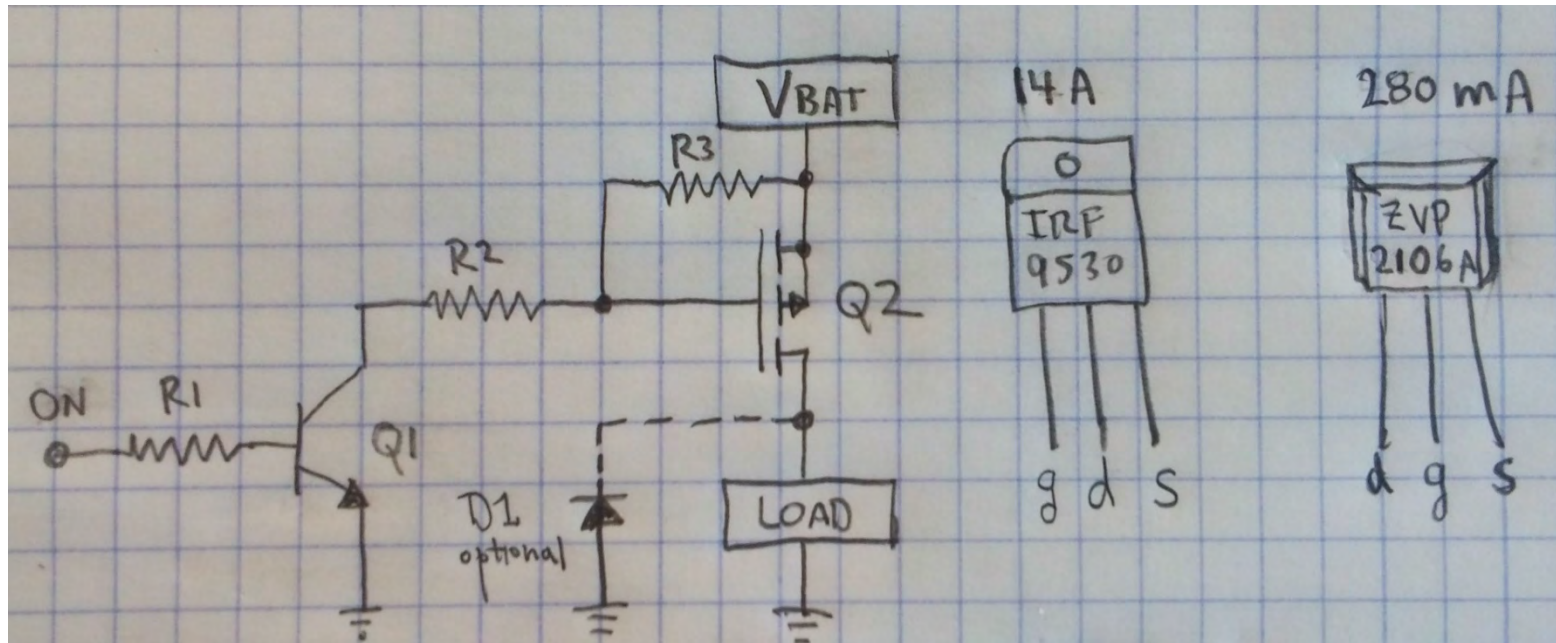 VBAT
14A
280 mA
R3
IRF
9530
ZVP
2106A
R2
Q2
ON
R1
Q1
D1
optional
LOAD
g d s
d g s